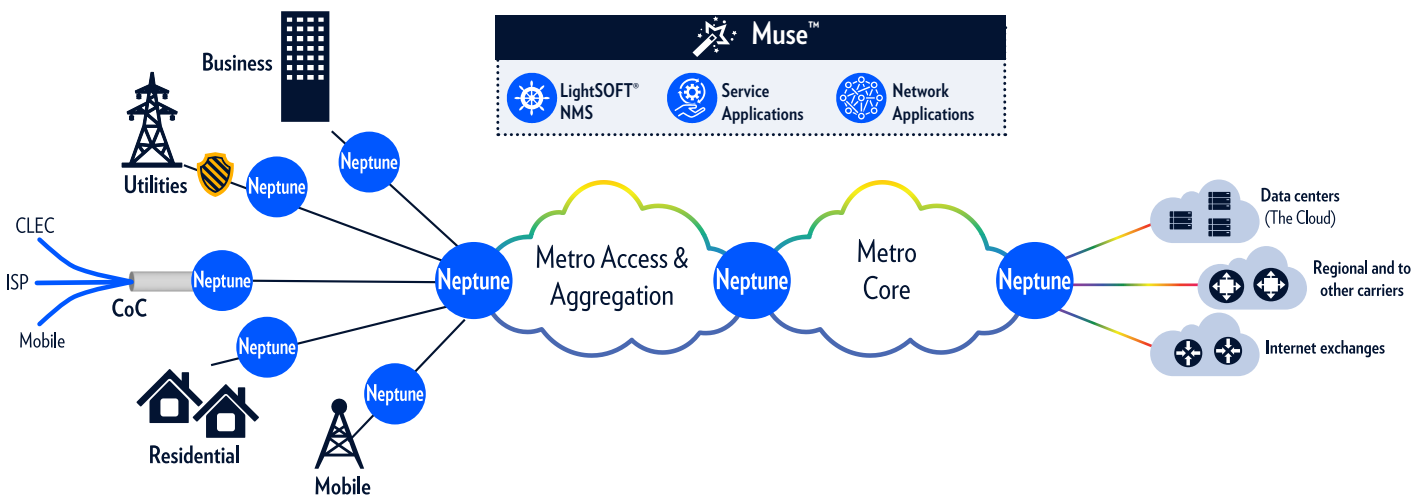 Muse™
LightSOFT®
NMS
Service
Applications
Network
Applications
Business
Neptune
Utilities
Neptune
CLEC
ISP
Mobile
CoC
Neptune
Neptune
Residential
Neptune
Mobile
Neptune
Metro Access &
Aggregation
Neptune
Metro
Core
Neptune
Data centers
(The Cloud)
Regional and to
other carriers
Internet exchanges